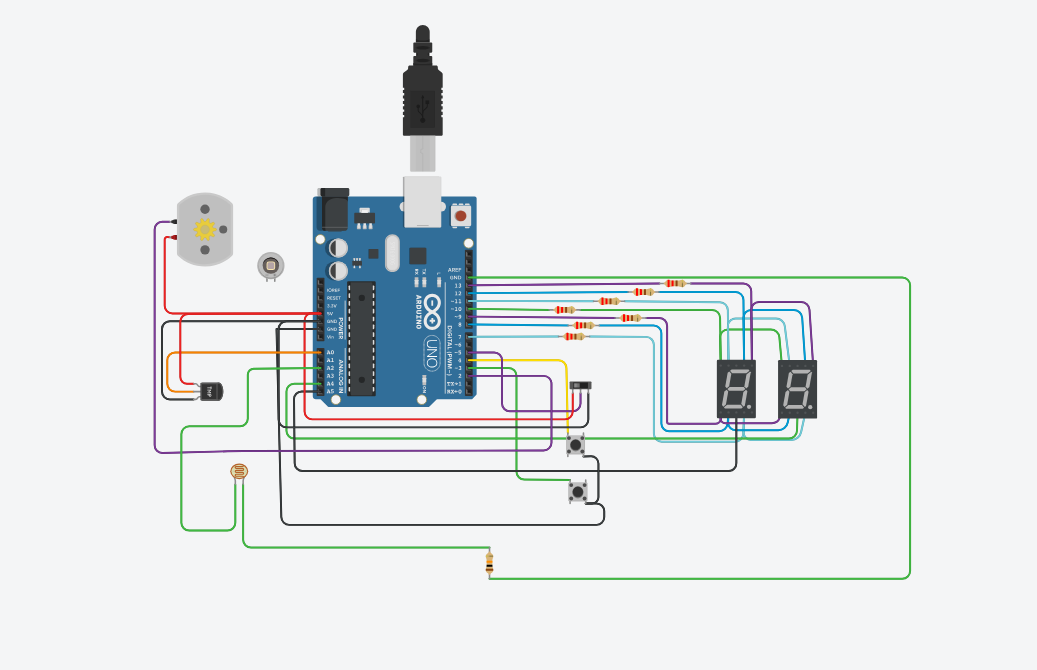 AREF
GND
13
12
~11
~10
~9
8
7
~6
~5
4
~3
2
TX→1
RX←0
DIGITAL (PWM~)
RX
TX
L
ARDUINO
UNO
ON
IOREF
RESET
3.3V
5V
GND
GND
Vin
POWER
A0
A1
A2
A3
A4
A5
ANALOG IN
TMP